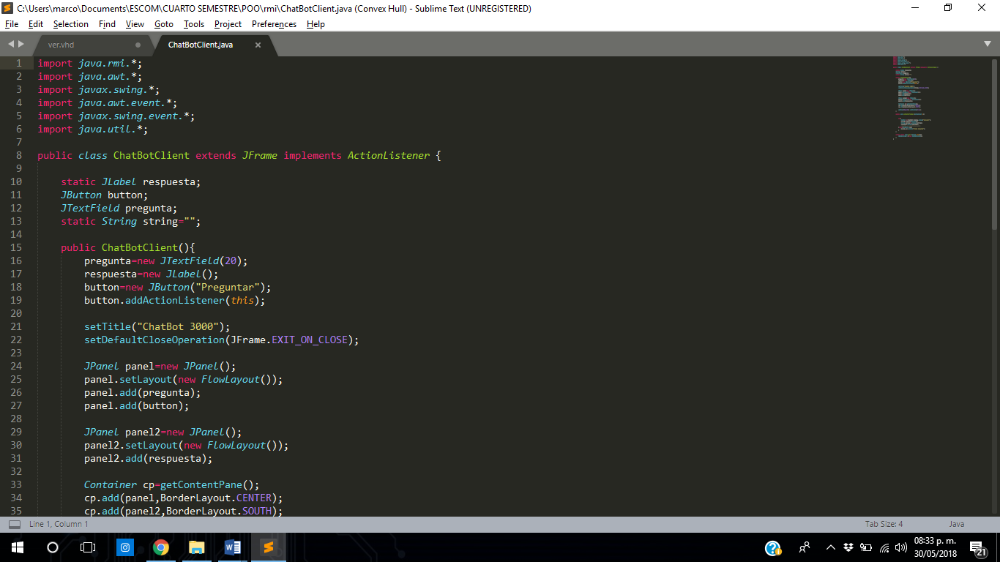 C:\Users\marco\Documents\ESCOM\CUARTO SEMESTRE\POO\rmi\ChatBotClient.java (Convex Hull) - Sublime Text (UNREGISTERED)
File Edit Selection Find View Goto Tools Project Preferences Help
ver.vhd ChatBotClient.java
1 import java.rmi.*;
2 import java.awt.*;
3 import javax.swing.*;
4 import java.awt.event.*;
5 import javax.swing.event.*;
6 import java.util.*;
7
8 public class ChatBotClient extends JFrame implements ActionListener {
9
10 static JLabel respuesta;
11 JButton button;
12 JTextField pregunta;
13 static String string="";
14
15 public ChatBotClient(){
16 pregunta=new JTextField(20);
17 respuesta=new JLabel();
18 button=new JButton("Preguntar");
19 button.addActionListener(this);
20
21 setTitle("ChatBot 3000");
22 setDefaultCloseOperation(JFrame.EXIT_ON_CLOSE);
23
24 JPanel panel=new JPanel();
25 panel.setLayout(new FlowLayout());
26 panel.add(pregunta);
27 panel.add(button);
28
29 JPanel panel2=new JPanel();
30 panel2.setLayout(new FlowLayout());
31 panel2.add(respuesta);
32
33 Container cp=getContentPane();
34 cp.add(panel,BorderLayout.CENTER);
35 cp.add(panel2,BorderLayout.SOUTH);
Line 1, Column 1 Tab Size: 4 Java
08:33 p. m.
30/05/2018
21